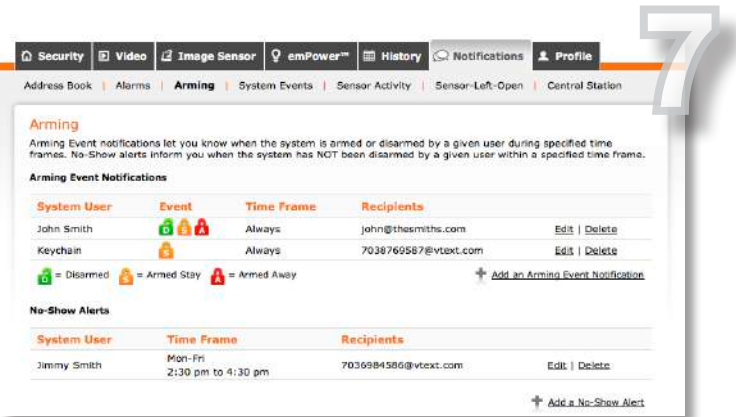 7
Security Video Image Sensor emPower™ History Notifications Profile
Address Book | Alarms | Arming | System Events | Sensor Activity | Sensor-Left-Open | Central Station
Arming
Arming Event notifications let you know when the system is armed or disarmed by a given user during specified time
frames. No-Show alerts inform you when the system has NOT been disarmed by a given user within a specified time frame.
Arming Event Notifications
System User Event Time Frame Recipients
John Smith D S A Always john@thesmiths.com Edit | Delete
Keychain S Always 7038769587@vtext.com Edit | Delete
D = Disarmed S = Armed Stay A = Armed Away Add an Arming Event Notification
No-Show Alerts
System User Time Frame Recipients
Jimmy Smith Mon-Fri
2:30 pm to 4:30 pm 7036984586@vtext.com Edit | Delete
Add a No-Show Alert